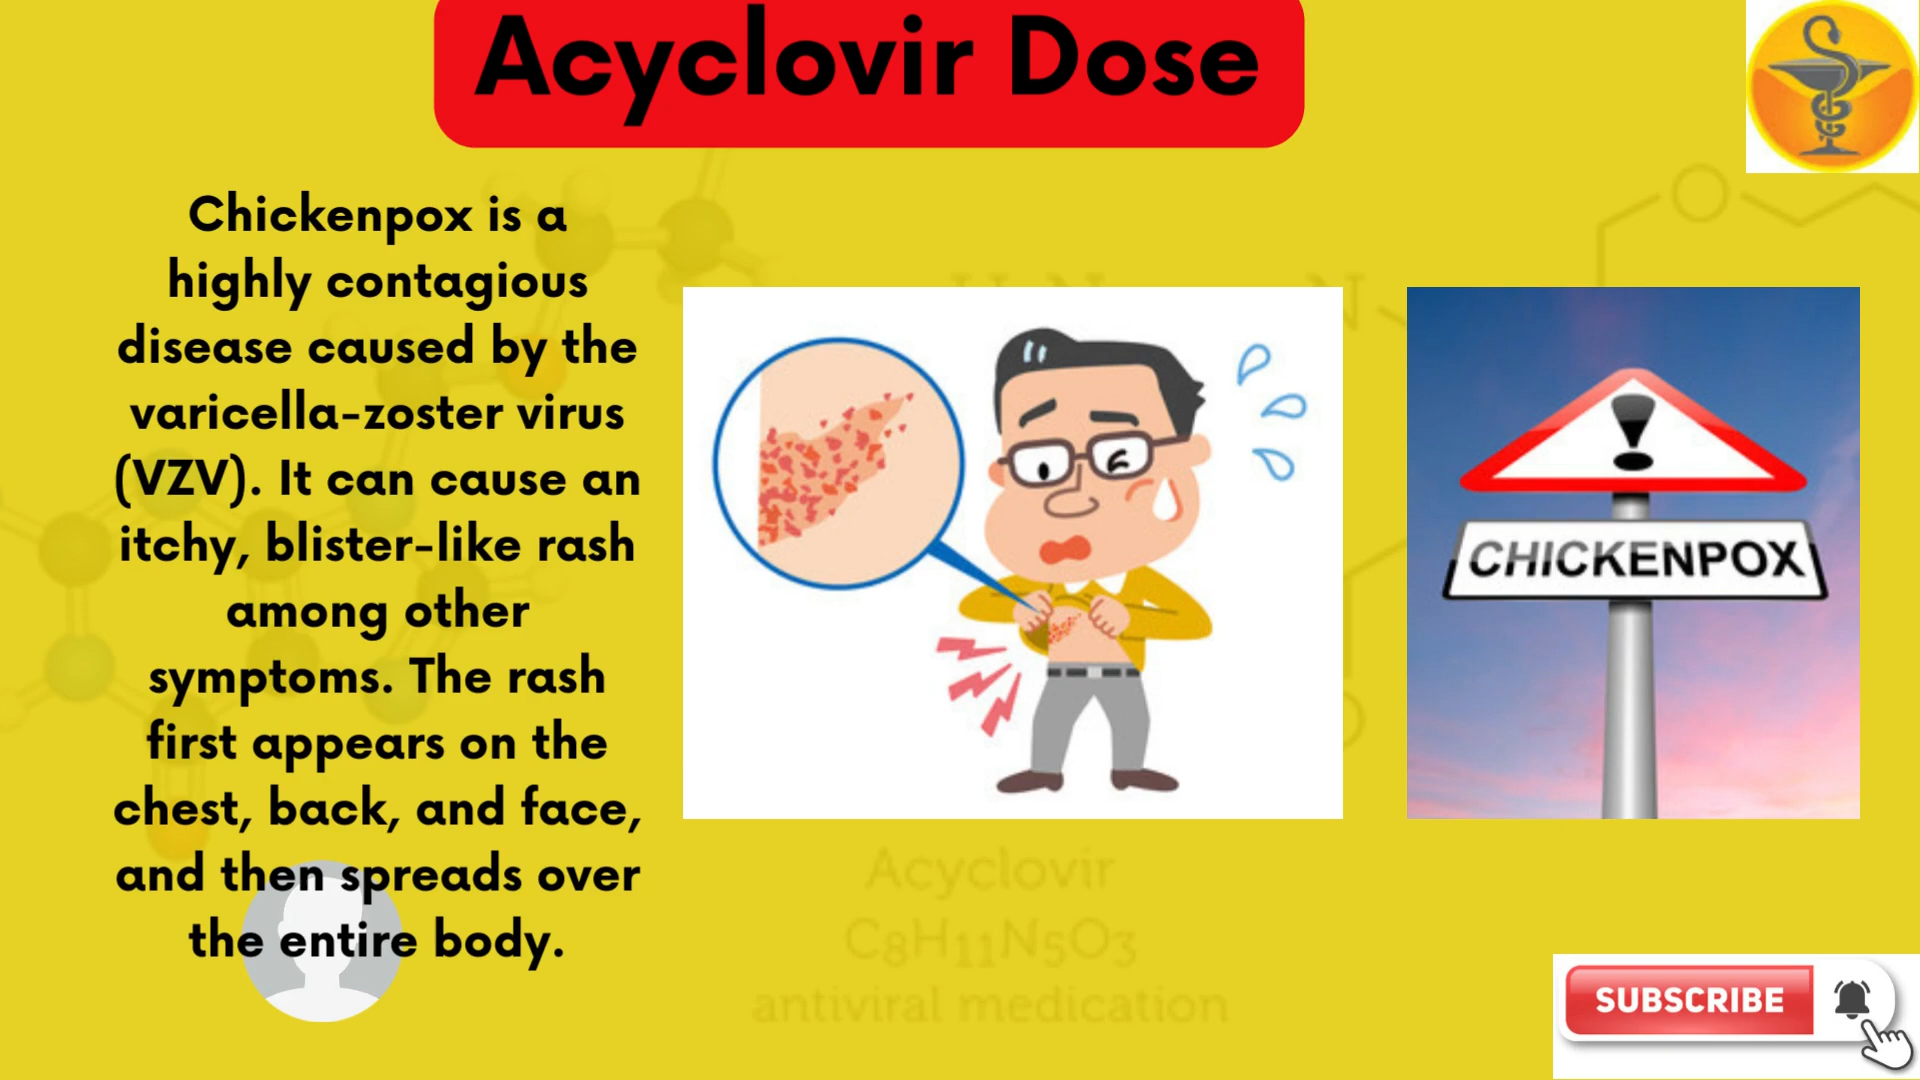 Acyclovir Dose
Chickenpox is a
highly contagious
disease caused by the
varicella-zoster virus
(VZV). It can cause an
itchy, blister-like rash
among other
symptoms. The rash
first appears on the
chest, back, and face,
and then spreads over
the entire body.
CHICKENPOX
Acyclovir
C8H11N5O3
antiviral medication
SUBSCRIBE